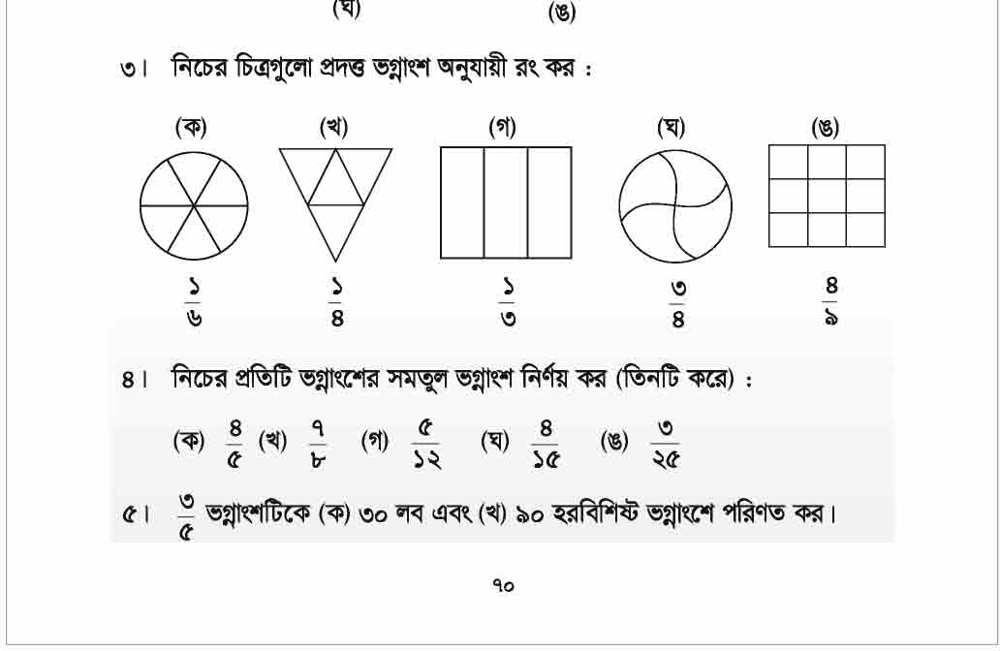 (ঘ) (ঙ)
৩। নিচের চিত্রগুলো প্রদত্ত ভগ্নাংশ অনুযায়ী রং কর :
(ক) (খ) (গ) (ঘ) (ঙ)
১/৬ ১/৪ ১/৩ ৩/৪ ৪/৯
৪। নিচের প্রতিটি ভগ্নাংশের সমতুল ভগ্নাংশ নির্ণয় কর (তিনটি করে) :
(ক) ৪/৫ (খ) ৭/৮ (গ) ৫/১২ (ঘ) ৪/১৫ (ঙ) ৩/২৫
৫। ৩/৫ ভগ্নাংশটিকে (ক) ৩০ লব এবং (খ) ৯০ হরবিশিষ্ট ভগ্নাংশে পরিণত কর।
৭০